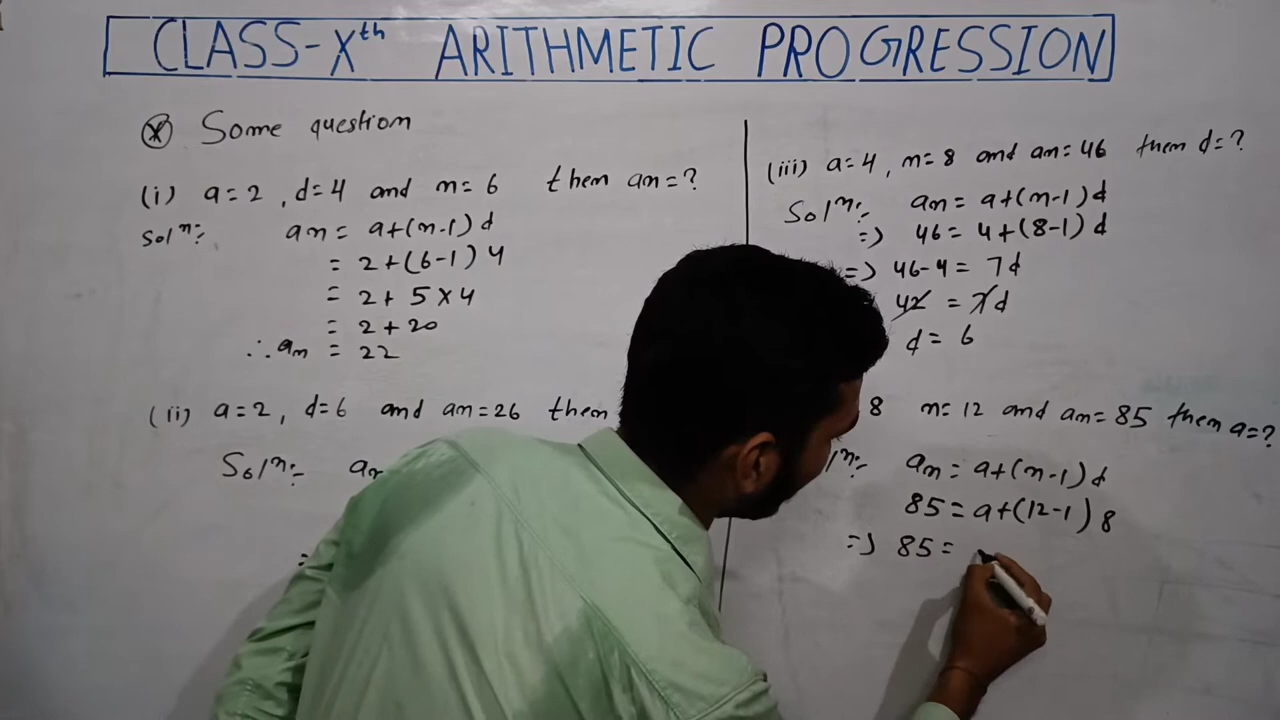 CLASS-Xth ARITHMETIC PROGRESSION
Some question
(i) a=2, d=4 and n=6 then an=?
Soln:-
an = a+(n-1)d
= 2+(6-1)4
= 2+5×4
= 2+20
∴ an = 22
(ii) a=2, d=6 and an=26 then
Soln:-
(iii) a=4, n=8 and an=46 then d=?
Soln:- an = a+(n-1)d
=> 46 = 4+(8-1)d
=> 46-4 = 7d
42 = 7d
d = 6
8 n=12 and an=85 then a=?
an = a+(n-1)d
85 = a+(12-1)8
=> 85 =